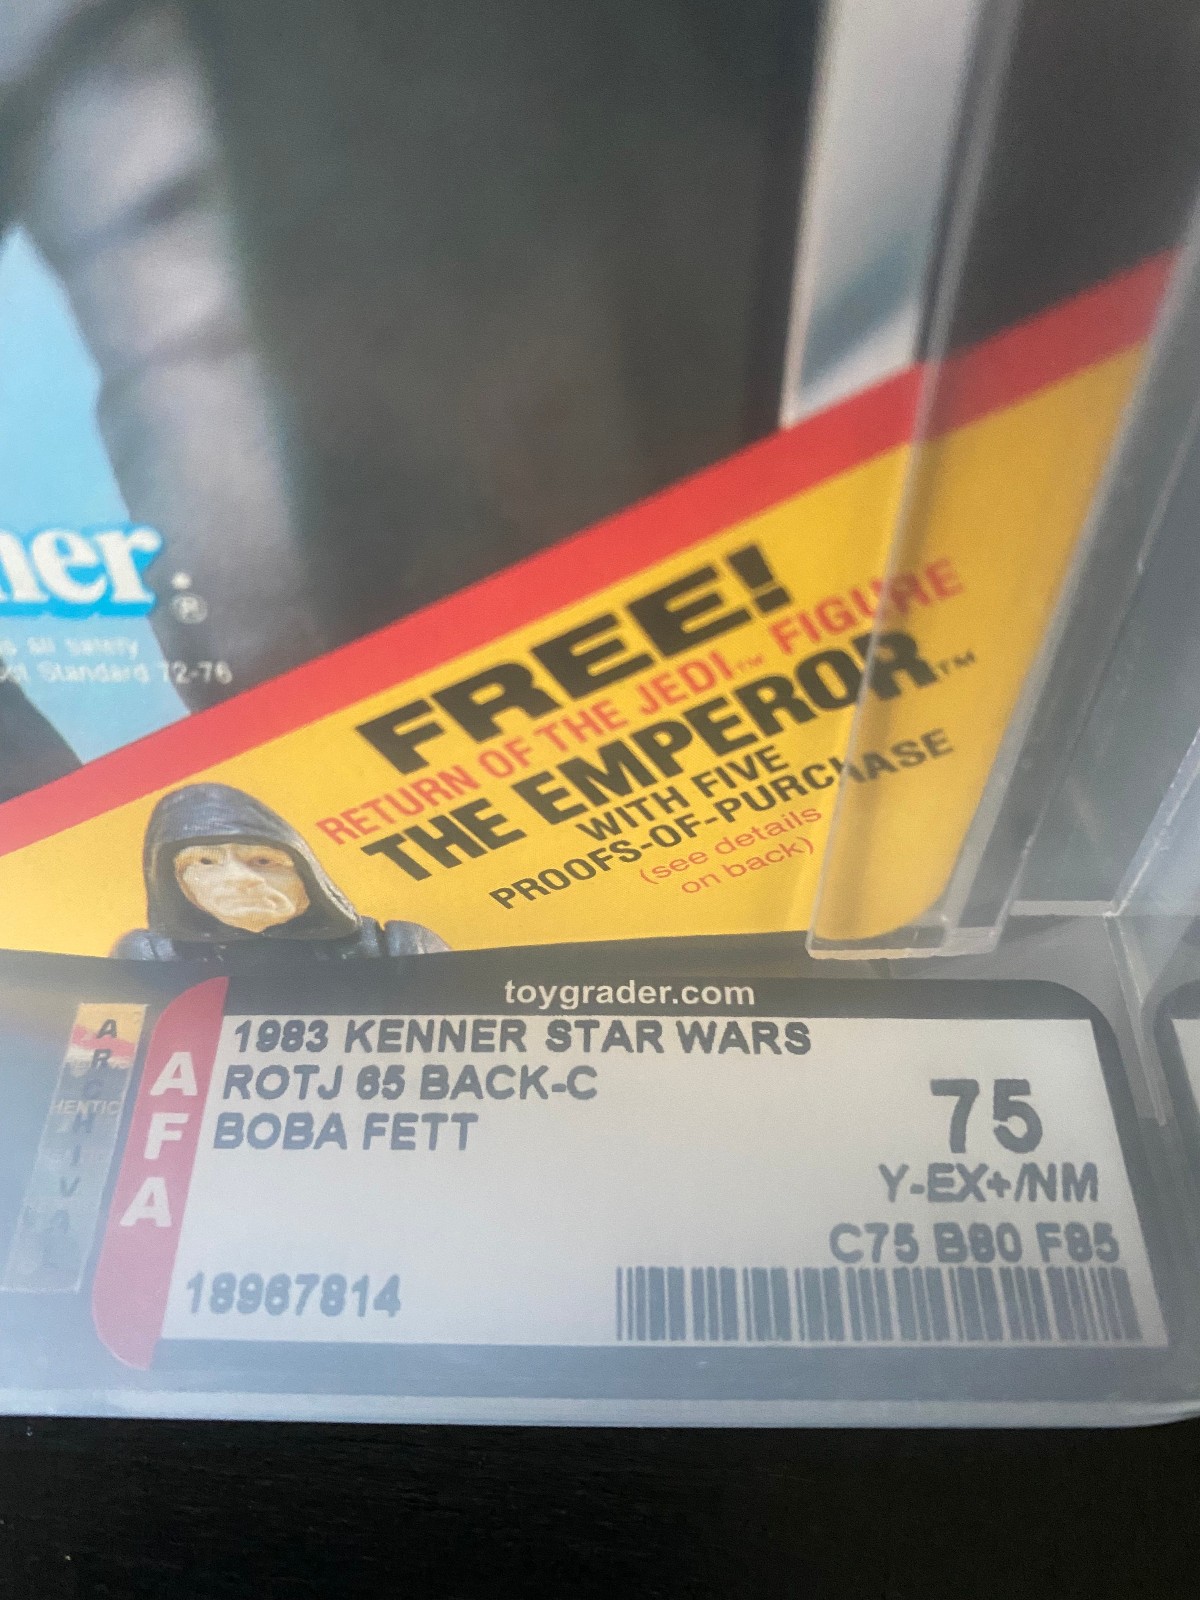 ner.
®
Standard 72-76
FREE!
RETURN OF THE JEDI™ FIGURE
THE EMPEROR™
WITH FIVE
PROOFS-OF-PURCHASE
(see details
on back)
toygrader.com
ARCHIVAL
AFA
1983 KENNER STAR WARS
ROTJ 65 BACK-C
BOBA FETT
75
Y-EX+/NM
C75 B80 F85
18967814